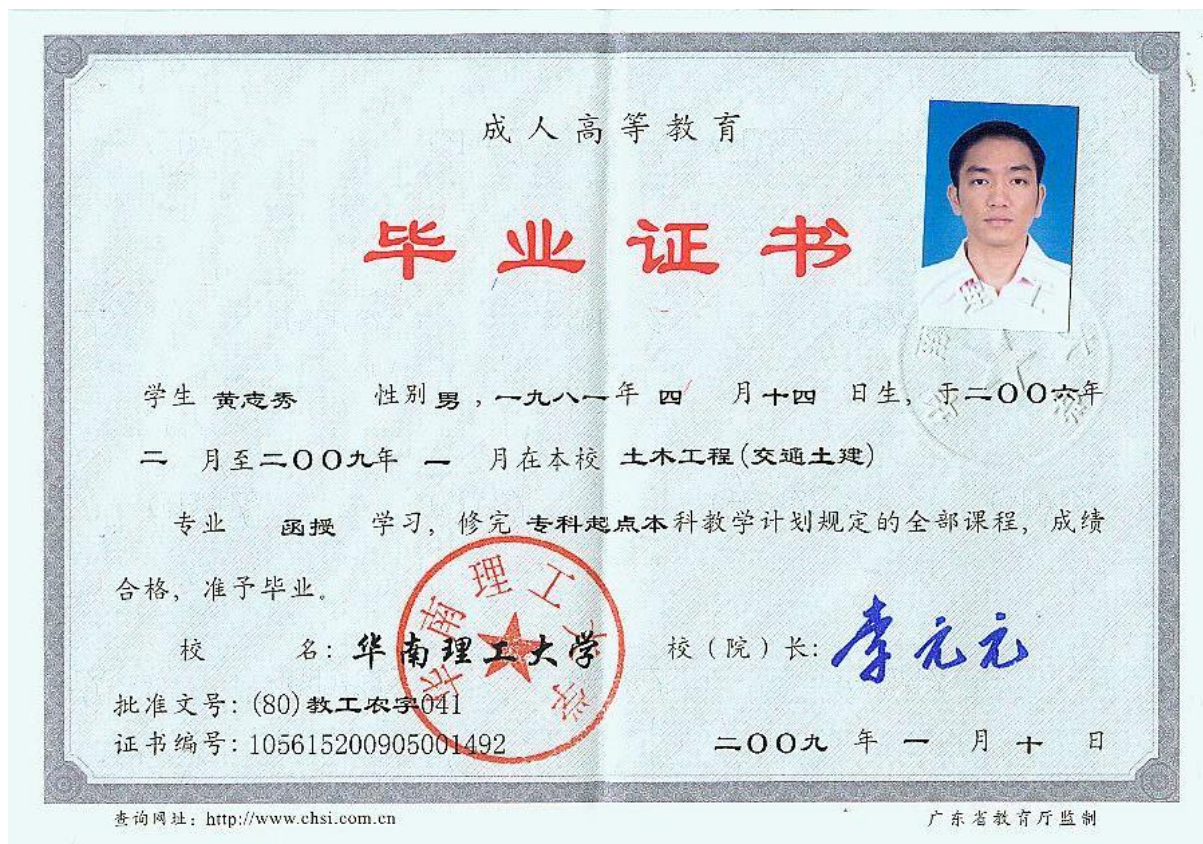 成人高等教育
毕业证书
学生 黄志秀 性别 男 ,一九八一年 四 月十四 日生, 于二〇〇六年
二 月至二〇〇九年 一 月在本校 土木工程(交通土建)
专业 函授 学习, 修完 专科起点本科教学计划规定的全部课程, 成绩
合格, 准予毕业。
校 名: 华南理工大学 校(院)长: 李元元
华南理工大学
批准文号: (80)教工农字041
证书编号: 105615200905001492
二〇〇九 年 一 月 十 日
查询网址: http://www.chsi.com.cn
广东省教育厅监制